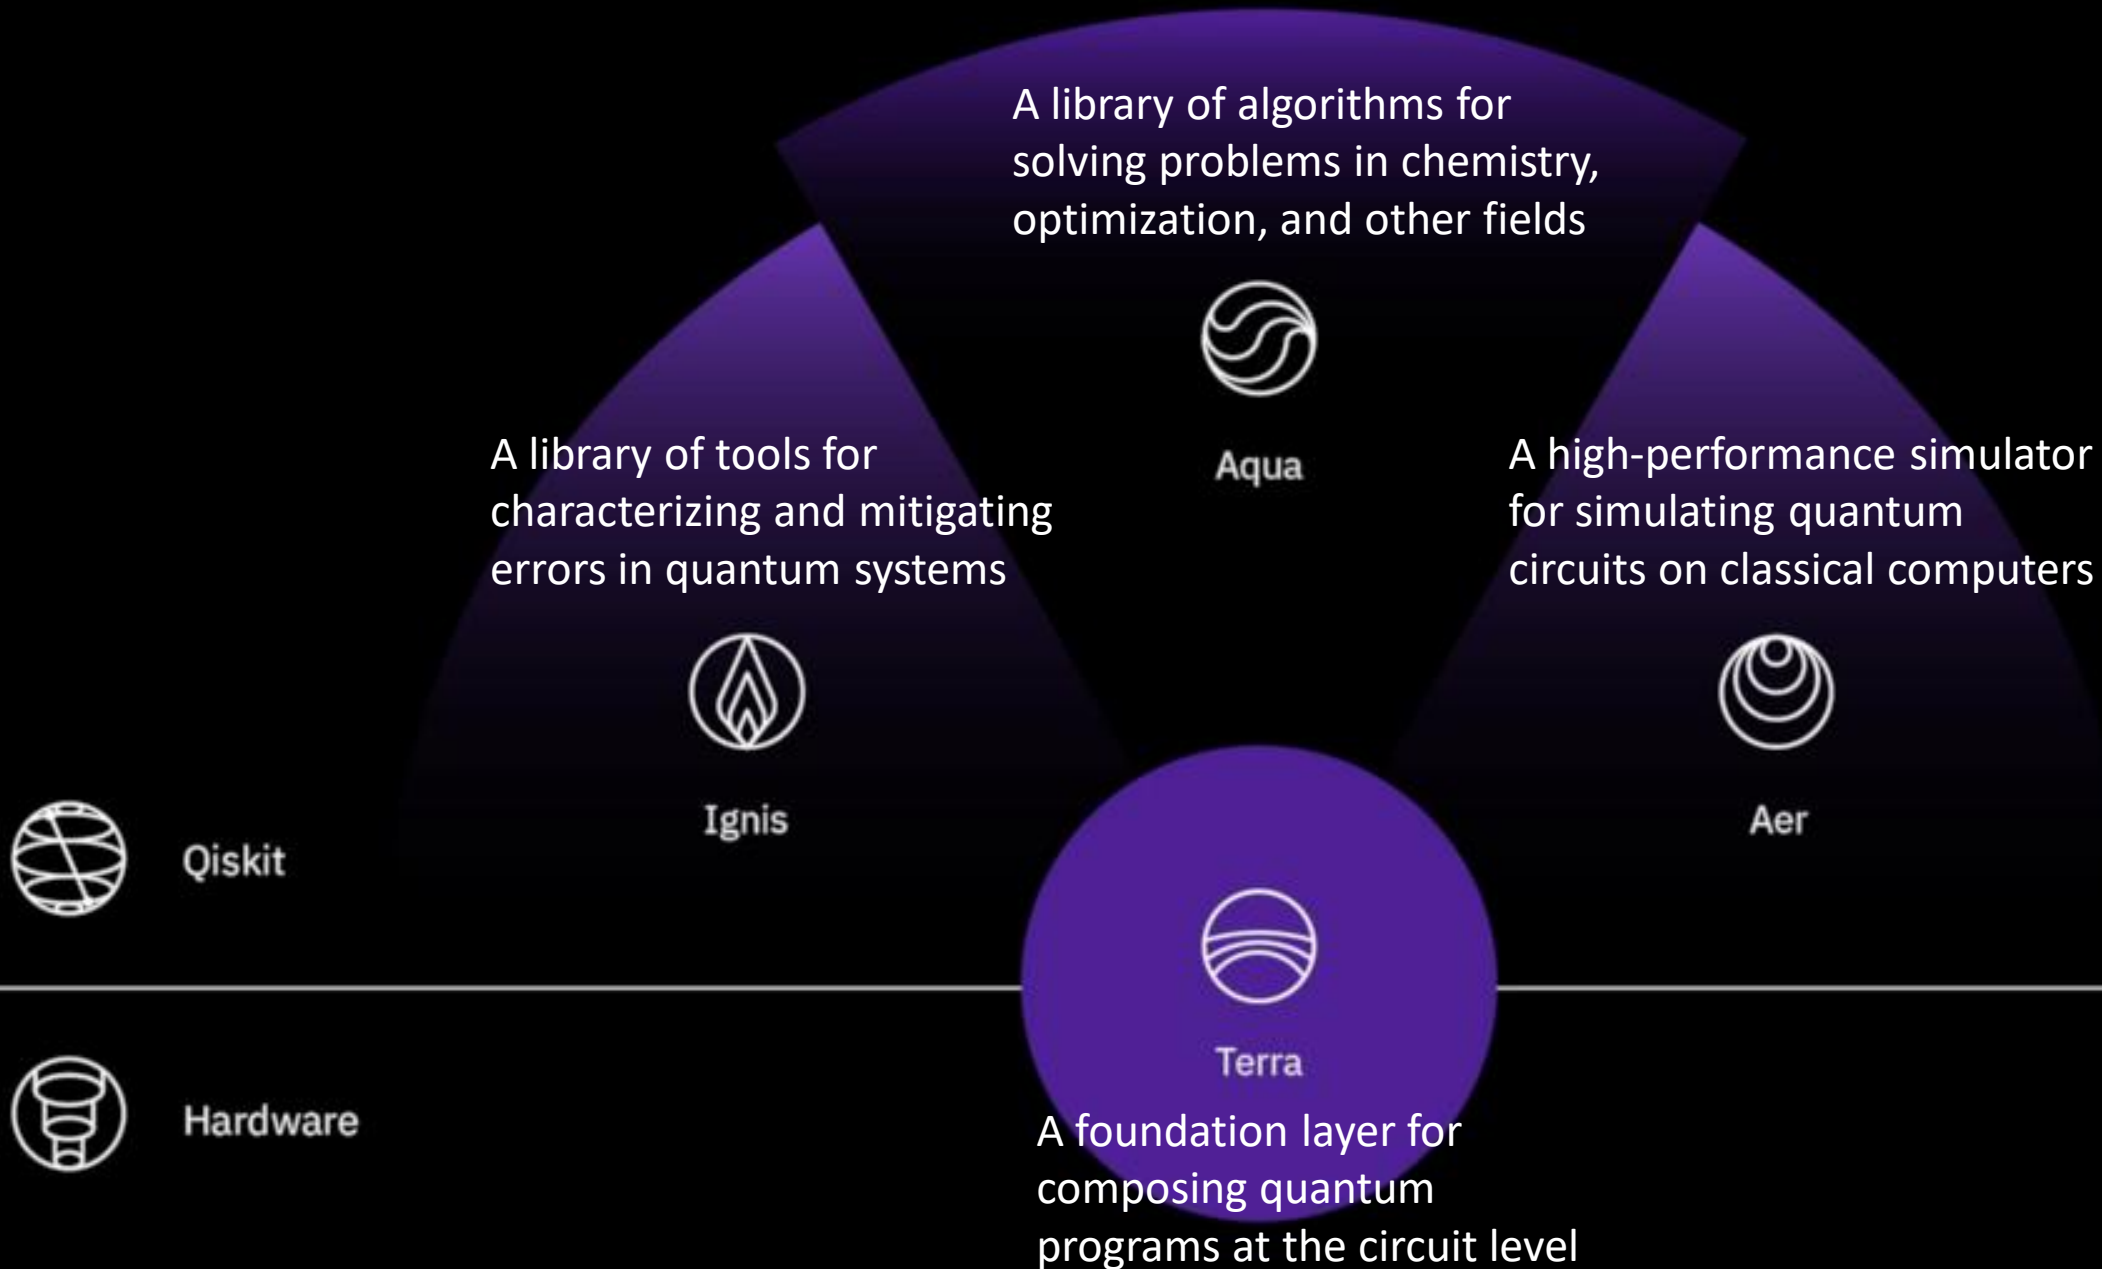 A library of algorithms for
solving problems in chemistry,
optimization, and other fields
Aqua
A library of tools for
characterizing and mitigating
errors in quantum systems
Ignis
A high-performance simulator
for simulating quantum
circuits on classical computers
Aer
Qiskit
Terra
A foundation layer for
composing quantum
programs at the circuit level
Hardware